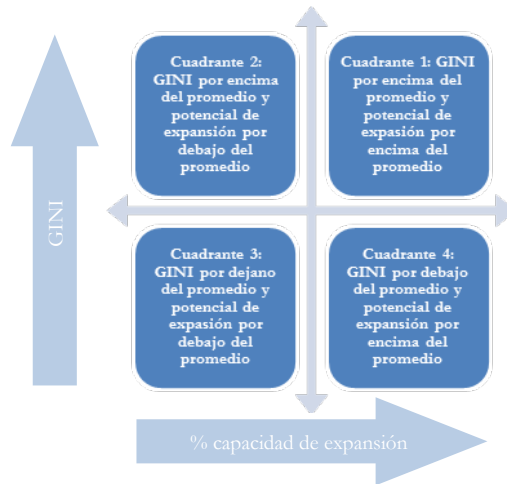 Cuadrante 2:
GINI por encima
del promedio y
potencial de
expansión por
debajo del
promedio
Cuadrante 1: GINI
por encima del
promedio y
potencial de
expasión por
encima del
promedio
GINI
Cuadrante 3:
GINI por dejano
del promedio y
potencial de
expasión por
debajo del
promedio
Cuadrante 4:
GINI por debajo
del promedio y
potencial de
expansión por
encima del
promedio
% capacidad de expansión